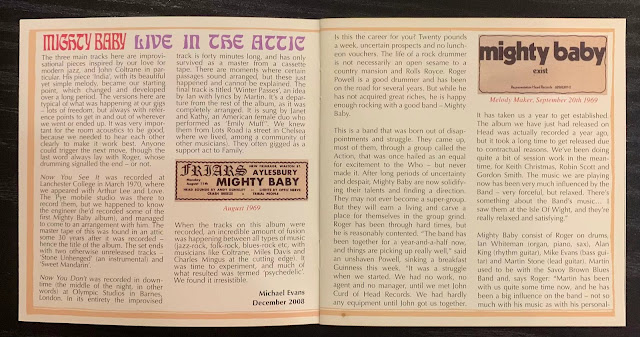 MIGHTY BABY LIVE IN THE ATTIC
The three main tracks here are improvi-
sational pieces inspired by our love for
modern jazz, and John Coltrane in par-
ticular. His piece 'India', with its beautiful
yet simple melody, became our starting
point, which changed and developed
over a long period. The versions here are
typical of what was happening at our gigs
– lots of freedom, but always with refer-
ence points to get in and out of wherever
we went or ended up. It was very impor-
tant for the room acoustics to be good,
because we needed to hear each other
clearly to make it work best. Anyone
could trigger the next move, though the
last word always lay with Roger, whose
drumming signalled the end – or not.
Now You See It was recorded at
Lanchester College in March 1970, where
we appeared with Arthur Lee and Love.
The Pye mobile studio was there to
record them, but we happened to know
the engineer (he'd recorded some of the
first Mighty Baby album), and managed
to come to an arrangement with him. The
master tape of this was found in an attic
some 30 years after it was recorded –
hence the title of the album. The set ends
with two otherwise unreleased tracks –
'Stone Unhenged' (an instrumental) and
'Sweet Mandarin'.
Now You Don't was recorded in down-
time (the middle of the night, in other
words) at Olympic Studios in Barnes,
London. In its entirety the improvised
track is forty minutes long, and has only
survived as a master from a cassette
tape. There are moments where certain
passages sound arranged, but these just
happened and cannot be explained. The
final track is titled 'Winter Passes', an idea
by Ian with lyrics by Martin. It's a depar-
ture from the rest of the album, as it was
completely arranged. It is sung by Janet
and Kathy, an American female duo who
performed as 'Emily Muff'. We knew
them from Lots Road (a street in Chelsea
where we lived, among a community of
other musicians). They often gigged as a
support act to Family.
FRIARS
AYLESBURY
MIGHTY BABY
August 1969
When the tracks on this album were
recorded, an incredible amount of fusion
was happening between all types of music
(jazz-rock, folk-rock, blues-rock etc), with
musicians like Coltrane, Miles Davis and
Charles Mingus at the cutting edge). It
was time to experiment, and much of
what resulted was termed 'psychedelic'.
We found it irresistible.
Michael Evans
December 2008
Is this the career for you? Twenty pounds
a week, uncertain prospects and no lunch-
eon vouchers. The life of a rock drummer
is not necessarily an open sesame to a
country mansion and Rolls Royce. Roger
Powell is a good drummer and has been
on the road for several years. But while he
has not acquired great riches, he is happy
enough rocking with a good band –
Mighty Baby.
This is a band that was born out of disap-
pointments and struggle. They came up,
most of them, through a group called the
Action, that was once hailed as an equal
for excitement to the Who – but never
made it. After long periods of uncertainty
and despair, Mighty Baby are now solidify-
ing their talents and finding a direction.
They may not ever become a super-group.
But they will earn a living and carve a
place for themselves in the group grind.
Roger has been through hard times, but
he is reasonably contented. "The band has
been together for a year-and-a-half now,
and things are picking up really well," said
an unshaven Powell, sinking a breakfast
Guinness this week. "It was a struggle
when we started. We had no work, no
agent and no manager, until we met John
Curd of Head Records. We had hardly
any equipment until John got us together.
mighty baby
exist
Melody Maker, September 20th 1969
It has taken us a year to get established.
The album we have just had released on
Head was actually recorded a year ago,
but it took a long time to get released due
to contractual reasons. We've been doing
quite a bit of session work in the mean-
time, for Keith Christmas, Robin Scott and
Gordon Smith. The music we are playing
now has been very much influenced by the
Band – very forceful, but relaxed. There's
something about the Band's music.... I
saw them at the Isle Of Wight, and they're
really relaxed and satisfying."
Mighty Baby consist of Roger on drums,
Ian Whiteman (organ, piano, sax), Alan
King (rhythm guitar), Mike Evans (bass gui-
tar) and Martin Stone (lead guitar). Martin
used to be with the Savoy Brown Blues
Band and, says Roger: "Martin has been
with us quite some time now, and he has
been a big influence on the band – not so
much with his music as with his personal-